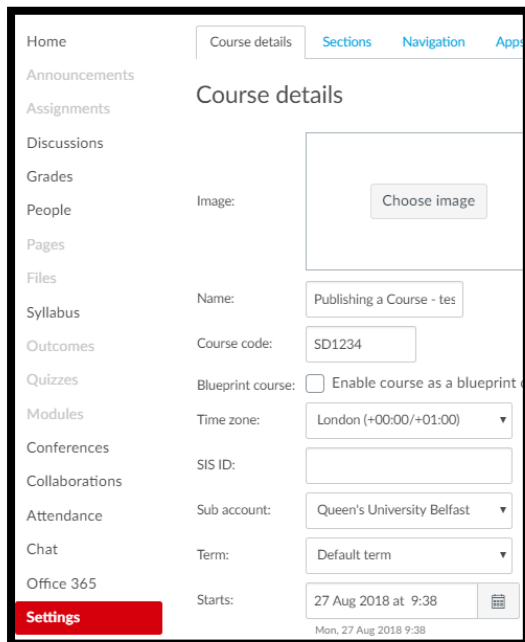 Home
Announcements
Assignments
Discussions
Grades
People
Pages
Files
Syllabus
Outcomes
Quizzes
Modules
Conferences
Collaborations
Attendance
Chat
Office 365
Settings
Course details Sections Navigation Apps
Course details
Image: Choose image
Name: Publishing a Course - tes
Course code: SD1234
Blueprint course: Enable course as a blueprint
Time zone: London (+00:00/+01:00)
SIS ID:
Sub account: Queen's University Belfast
Term: Default term
Starts: 27 Aug 2018 at 9:38
Mon, 27 Aug 2018 9:38